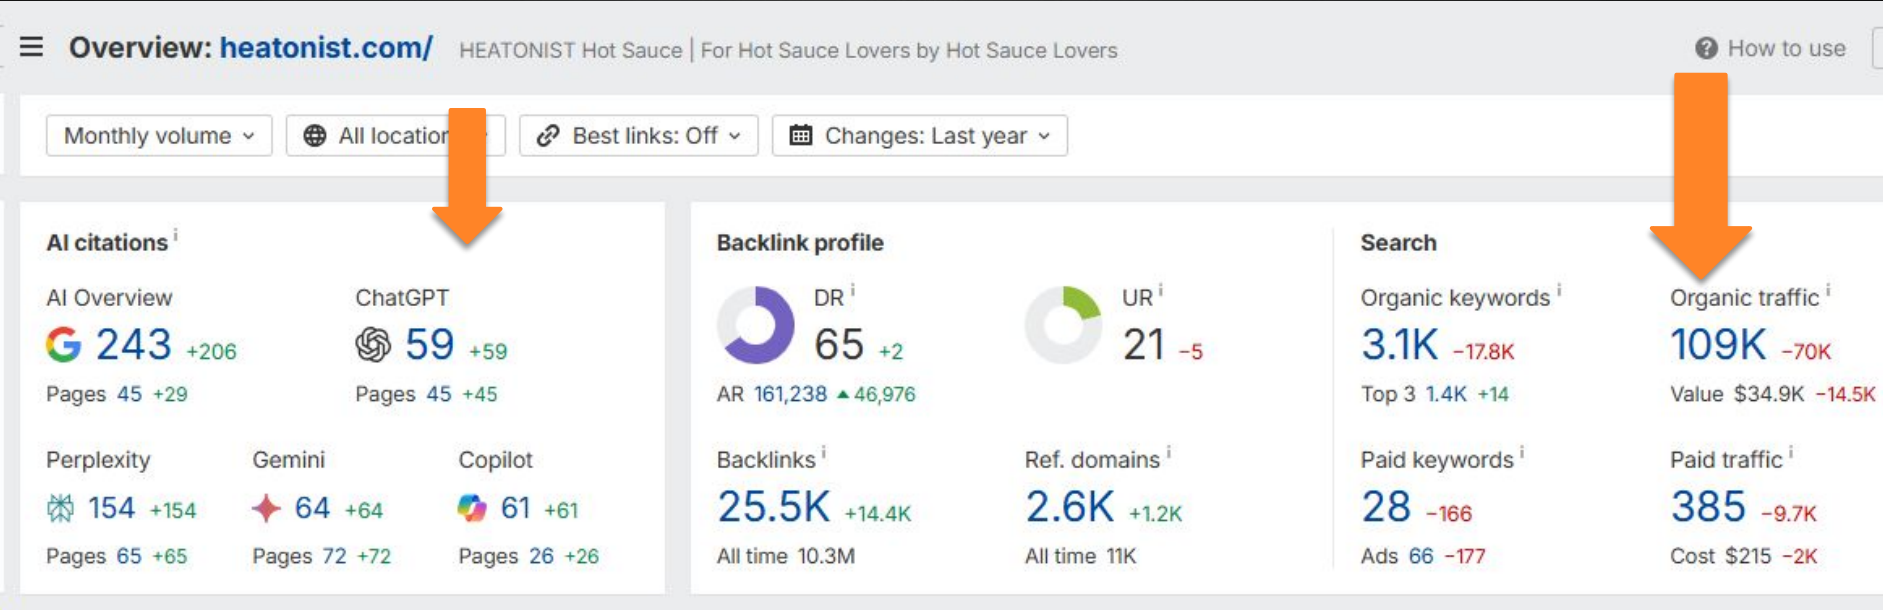 Overview: heatonist.com/ HEATONIST Hot Sauce | For Hot Sauce Lovers by Hot Sauce Lovers
How to use
Monthly volume
All location
Best links: Off
Changes: Last year
AI citations i
AI Overview
243 +206
Pages 45 +29
ChatGPT
59 +59
Pages 45 +45
Perplexity
154 +154
Pages 65 +65
Gemini
64 +64
Pages 72 +72
Copilot
61 +61
Pages 26 +26
Backlink profile
DR i
65 +2
AR 161,238 ▲ 46,976
UR i
21 −5
Backlinks i
25.5K +14.4K
All time 10.3M
Ref. domains i
2.6K +1.2K
All time 11K
Search
Organic keywords i
3.1K −17.8K
Top 3 1.4K +14
Organic traffic i
109K −70K
Value $34.9K −14.5K
Paid keywords i
28 −166
Ads 66 −177
Paid traffic i
385 −9.7K
Cost $215 −2K